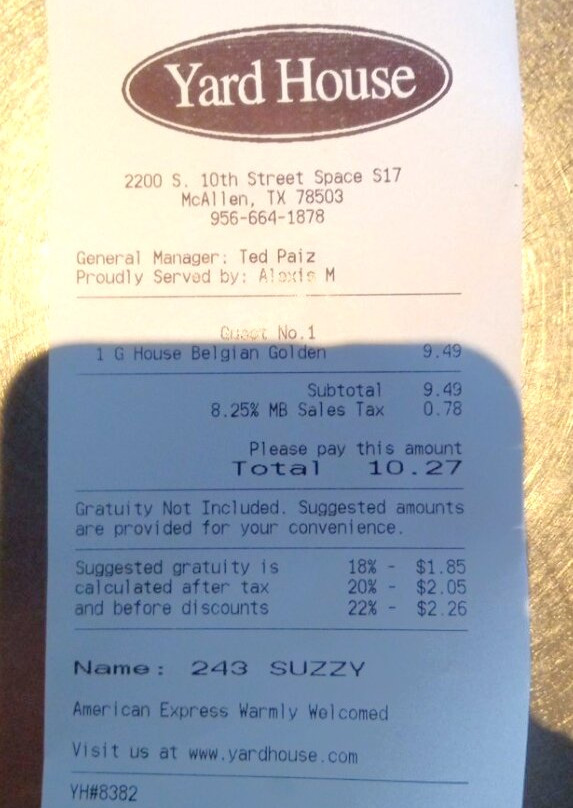 Yard House
2200 S. 10th Street Space S17
McAllen, TX 78503
956-664-1878
General Manager: Ted Paiz
Proudly Served by: Alexis M
Guest No.1
1 G House Belgian Golden 9.49
Subtotal 9.49
8.25% MB Sales Tax 0.78
Please pay this amount
Total 10.27
Gratuity Not Included. Suggested amounts
are provided for your convenience.
Suggested gratuity is 18% - $1.85
calculated after tax 20% - $2.05
and before discounts 22% - $2.26
Name: 243 SUZZY
American Express Warmly Welcomed
Visit us at www.yardhouse.com
YH#8382